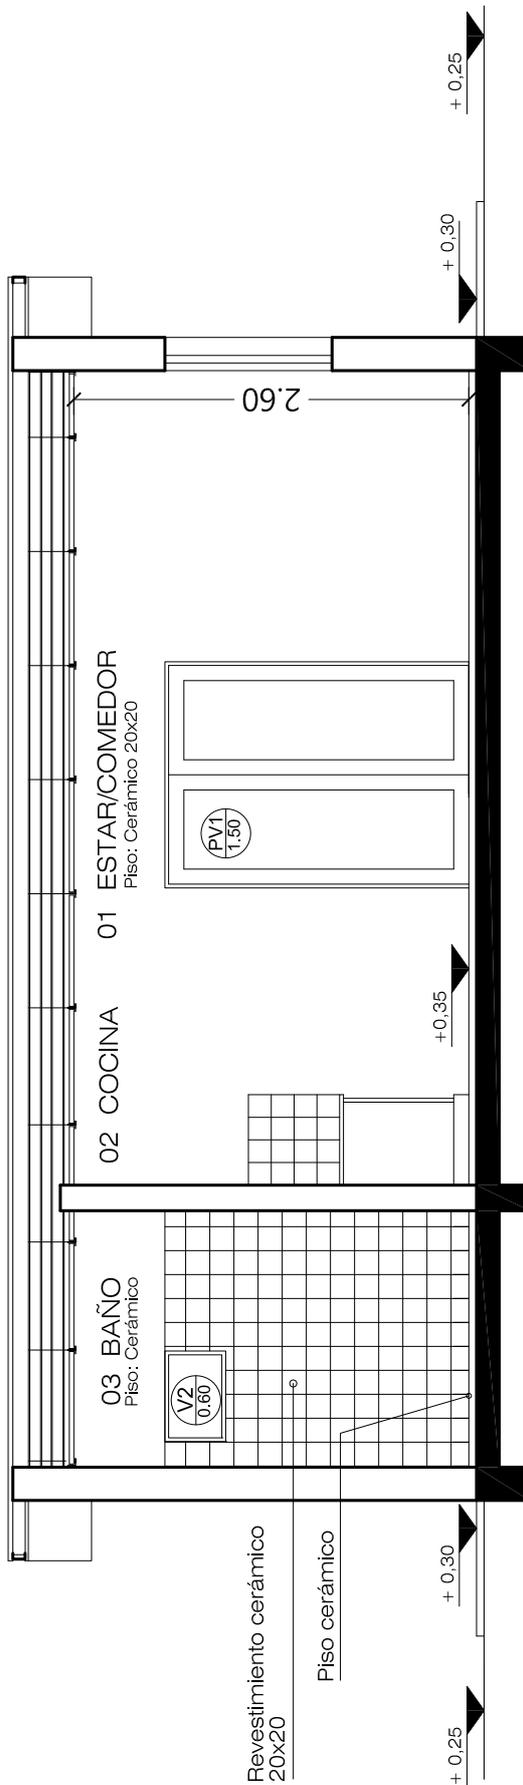 Revestimiento cerámico
20x20
Piso cerámico
03 BAÑO
Piso: Cerámico
V2
0.60
02 COCINA
01 ESTAR/COMEDOR
Piso: Cerámico 20x20
PV1
1.50
2.60
+ 0,25
+ 0,30
+0,35
+ 0,30
+ 0,25